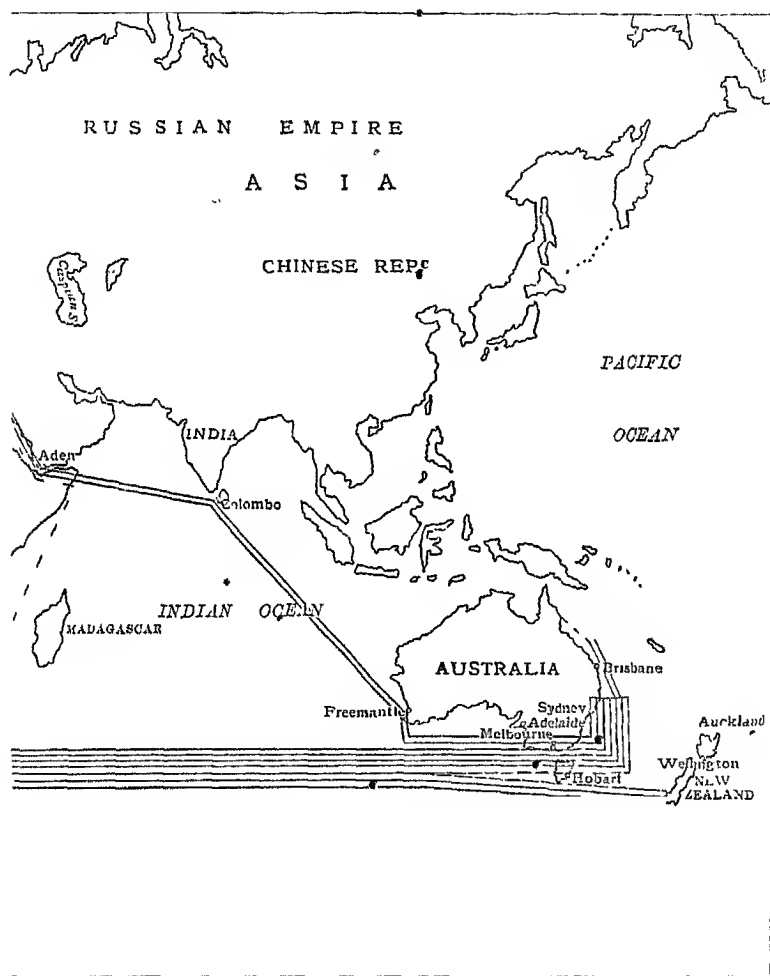 RUSSIAN EMPIRE
ASIA
CHINESE REP
Caspian S.
PACIFIC
OCEAN
INDIA
Aden
Colombo
INDIAN OCEAN
MADAGASCAR
AUSTRALIA
Brisbane
Freemantle
Sydney
Adelaide
Melbourne
Auckland
Wellington
Hobart
NEW
ZEALAND